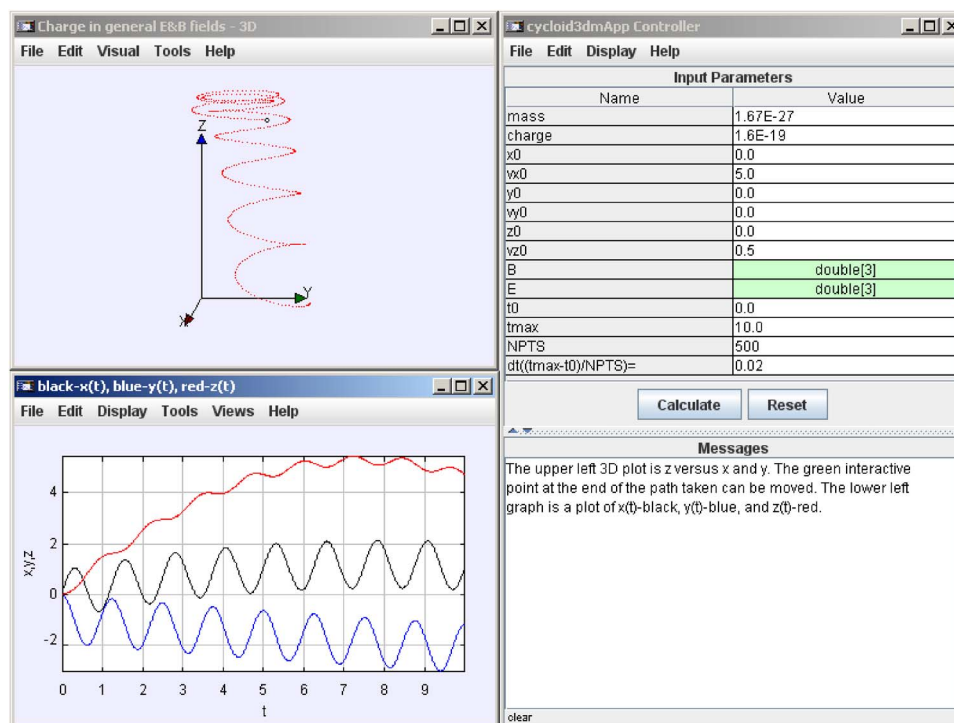 Charge in general E&B fields - 3D
File Edit Visual Tools Help
Z
Y
X
black-x(t), blue-y(t), red-z(t)
File Edit Display Tools Views Help
x,y,z
4
2
0
-2
0 1 2 3 4 5 6 7 8 9
t
cycloid3dmApp Controller
File Edit Display Help
Input Parameters
Name Value
mass 1.67E-27
charge 1.6E-19
x0 0.0
vx0 5.0
y0 0.0
vy0 0.0
z0 0.0
vz0 0.5
B double[3]
E double[3]
t0 0.0
tmax 10.0
NPTS 500
dt((tmax-t0)/NPTS)= 0.02
Calculate Reset
Messages
The upper left 3D plot is z versus x and y. The green interactive
point at the end of the path taken can be moved. The lower left
graph is a plot of x(t)-black, y(t)-blue, and z(t)-red.
clear